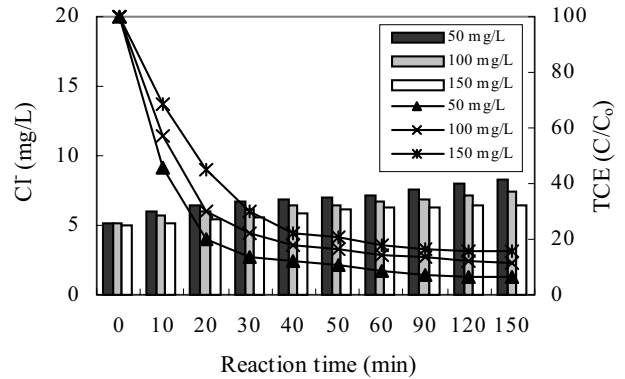 20
15
10
5
0
Cl⁻ (mg/L)
50 mg/L
100 mg/L
150 mg/L
50 mg/L
100 mg/L
150 mg/L
100
80
60
40
20
0
TCE (C/C₀)
0 10 20 30 40 50 60 90 120 150
Reaction time (min)